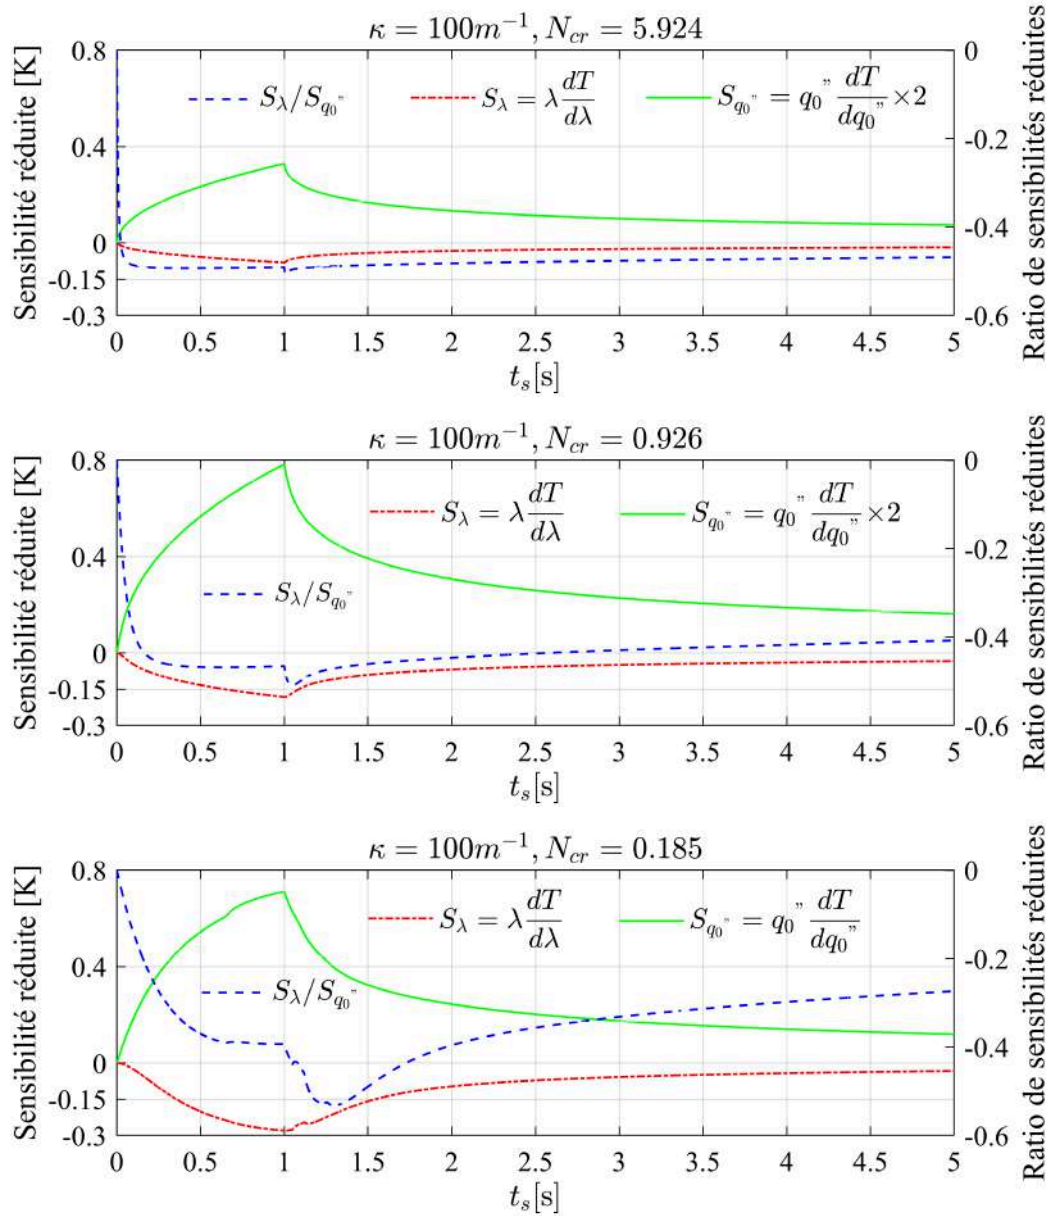 κ = 100m⁻¹, N_cr = 5.924
Sensibilité réduite [K]
0.8
0.4
0
-0.15
-0.3
S_λ/S_q₀"
S_λ = λ dT/dλ
S_q₀" = q₀" dT/dq₀" ×2
0
-0.2
-0.4
-0.6
Ratio de sensibilités réduites
0 0.5 1 1.5 2 2.5 3 3.5 4 4.5 5
t_s[s]
κ = 100m⁻¹, N_cr = 0.926
Sensibilité réduite [K]
0.8
0.4
0
-0.15
-0.3
S_λ = λ dT/dλ
S_q₀" = q₀" dT/dq₀" ×2
S_λ/S_q₀"
0
-0.2
-0.4
-0.6
Ratio de sensibilités réduites
0 0.5 1 1.5 2 2.5 3 3.5 4 4.5 5
t_s[s]
κ = 100m⁻¹, N_cr = 0.185
Sensibilité réduite [K]
0.8
0.4
0
-0.15
-0.3
S_λ = λ dT/dλ
S_q₀" = q₀" dT/dq₀"
S_λ/S_q₀"
0
-0.2
-0.4
-0.6
Ratio de sensibilités réduites
0 0.5 1 1.5 2 2.5 3 3.5 4 4.5 5
t_s[s]